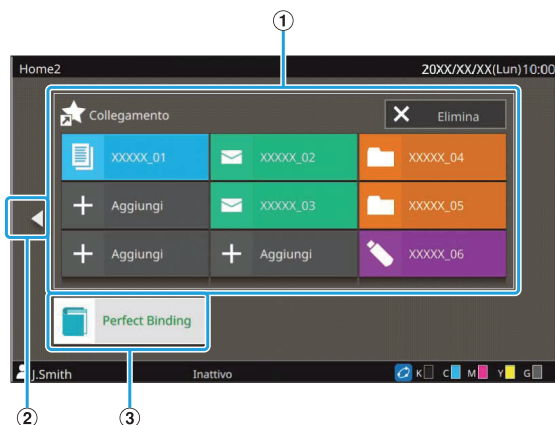 1
Home2 20XX/XX/XX(Lun)10:00
Collegamento Elimina
XXXXX_01 XXXXX_02 XXXXX_04
Aggiungi XXXXX_03 XXXXX_05
Aggiungi Aggiungi XXXXX_06
Perfect Binding
J.Smith Inattivo K C M Y G
2 3